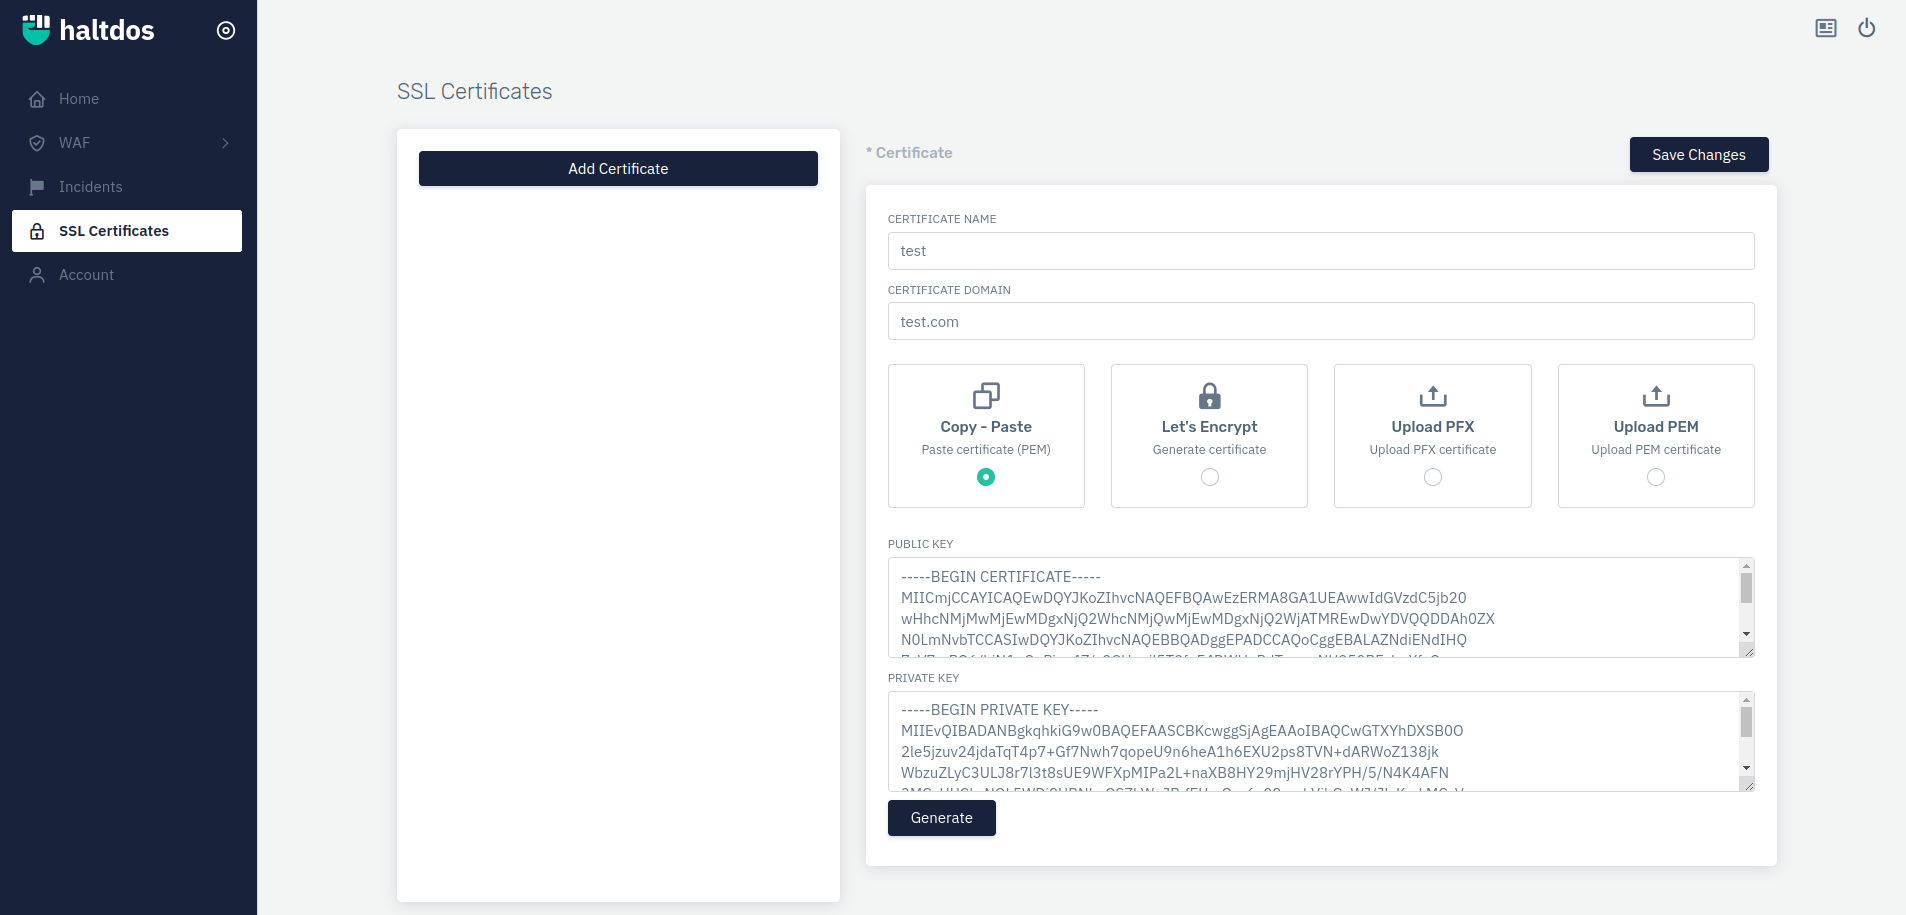 haltdos
Home
WAF
Incidents
SSL Certificates
Account
SSL Certificates
Add Certificate
* Certificate
Save Changes
CERTIFICATE NAME
test
CERTIFICATE DOMAIN
test.com
Copy - Paste
Paste certificate (PEM)
Let's Encrypt
Generate certificate
Upload PFX
Upload PFX certificate
Upload PEM
Upload PEM certificate
PUBLIC KEY
-----BEGIN CERTIFICATE-----
MIICmjCCAYICAQEwDQYJKoZIhvcNAQEFBQAwEzERMA8GA1UEAwwIdGVzdC5jb20
wHhcNMjMwMjEwMDgxNjQ2WhcNMjQwMjEwMDgxNjQ2WjATMREwDwYDVQQDDAh0ZX
N0LmNvbTCCASIwDQYJKoZIhvcNAQEBBQADggEPADCCAQoCggEBALAZNdiENdIHQ
PRIVATE KEY
-----BEGIN PRIVATE KEY-----
MIIEvQIBADANBgkqhkiG9w0BAQEFAASCBKcwggSjAgEAAoIBAQCwGTXYhDXSB0O
2le5jzuv24jdaTqT4p7+Gf7Nwh7qopeU9n6heA1h6EXU2ps8TVN+dARWoZ138jk
WbzuZLyC3ULJ8r7l3t8sUE9WFXpMIPa2L+naXB8HY29mjHV28rYPH/5/N4K4AFN
Generate